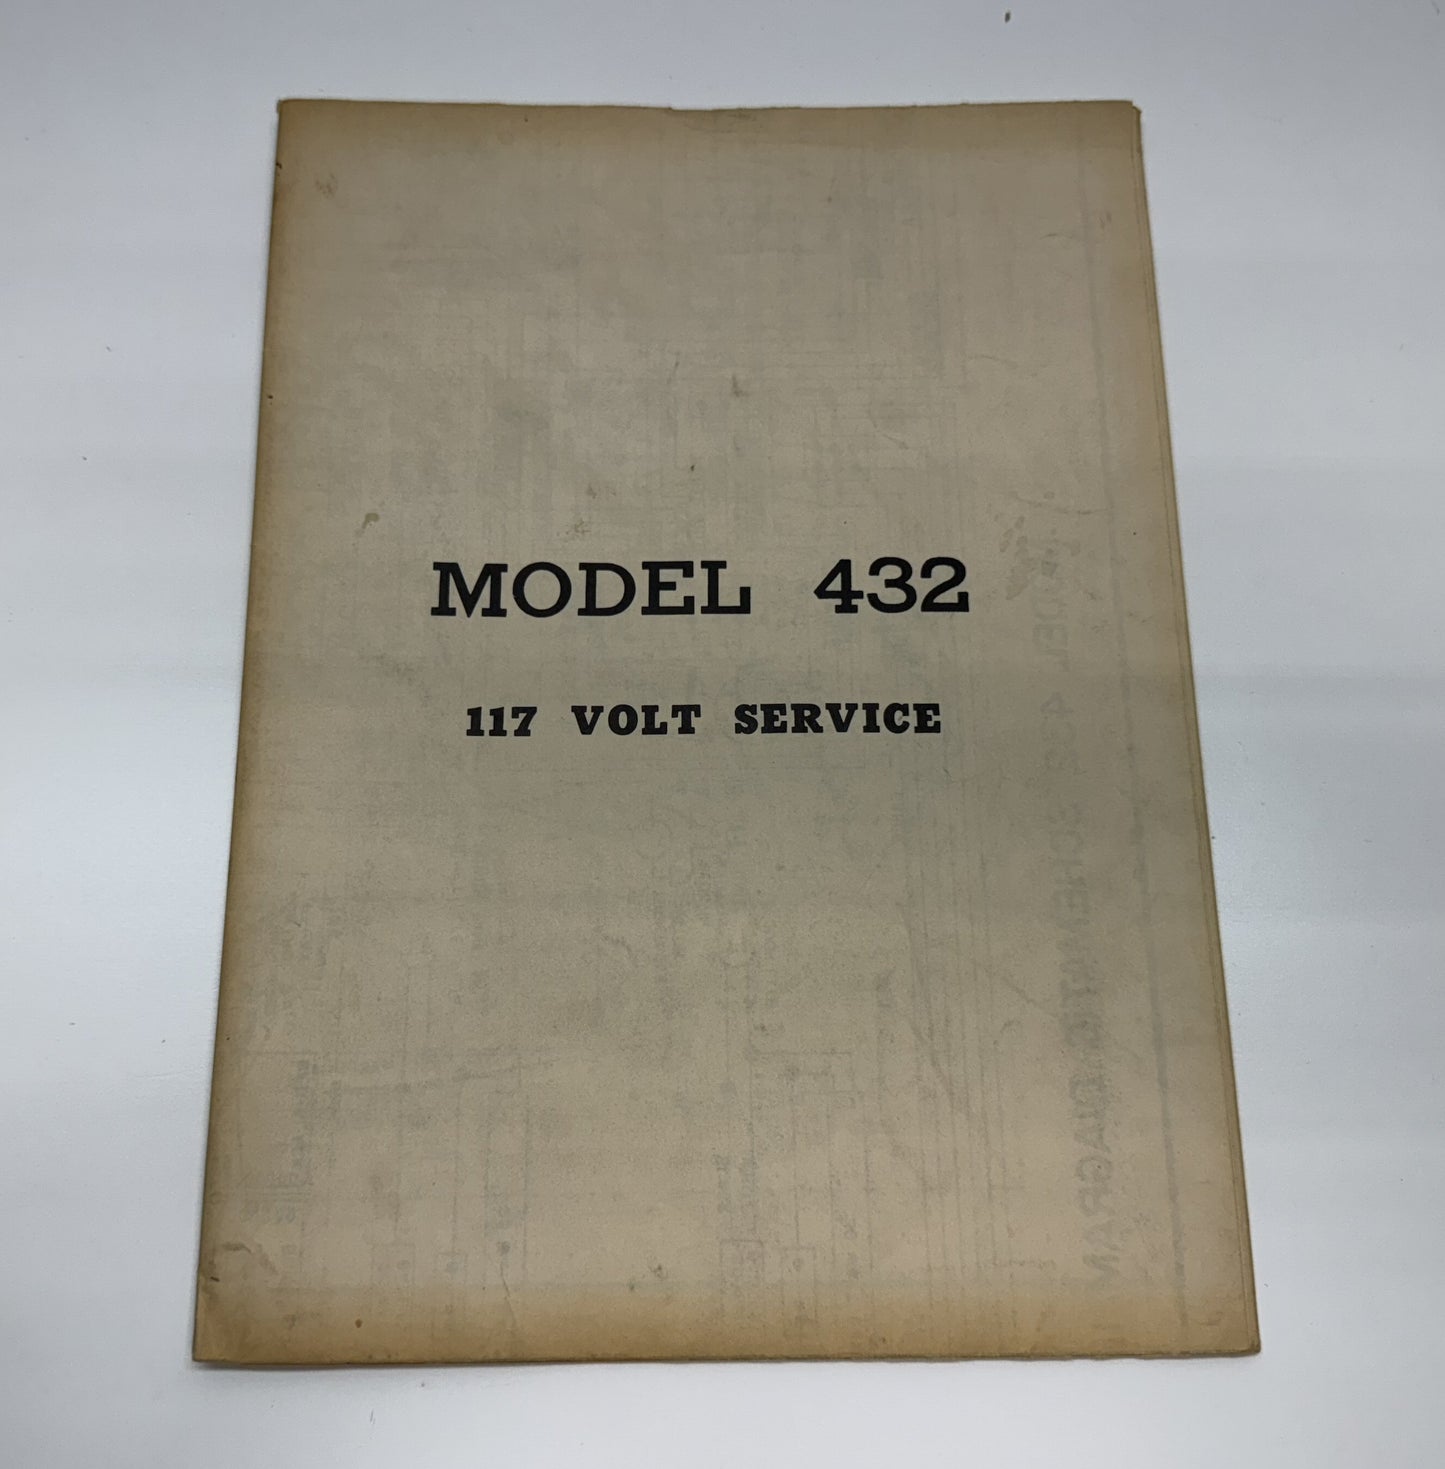 MODEL 432
117 VOLT SERVICE